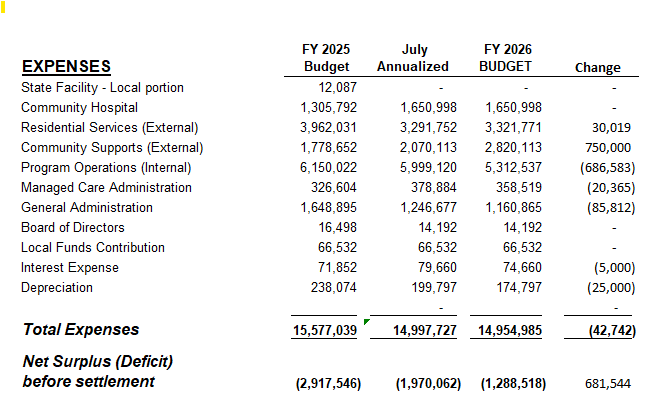 FY 2025 July FY 2026
EXPENSES Budget Annualized BUDGET Change
State Facility - Local portion 12,087 - - -
Community Hospital 1,305,792 1,650,998 1,650,998 -
Residential Services (External) 3,962,031 3,291,752 3,321,771 30,019
Community Supports (External) 1,778,652 2,070,113 2,820,113 750,000
Program Operations (Internal) 6,150,022 5,999,120 5,312,537 (686,583)
Managed Care Administration 326,604 378,884 358,519 (20,365)
General Administration 1,648,895 1,246,677 1,160,865 (85,812)
Board of Directors 16,498 14,192 14,192 -
Local Funds Contribution 66,532 66,532 66,532 -
Interest Expense 71,852 79,660 74,660 (5,000)
Depreciation 238,074 199,797 174,797 (25,000)
- -
Total Expenses 15,577,039 14,997,727 14,954,985 (42,742)
Net Surplus (Deficit)
before settlement (2,917,546) (1,970,062) (1,288,518) 681,544